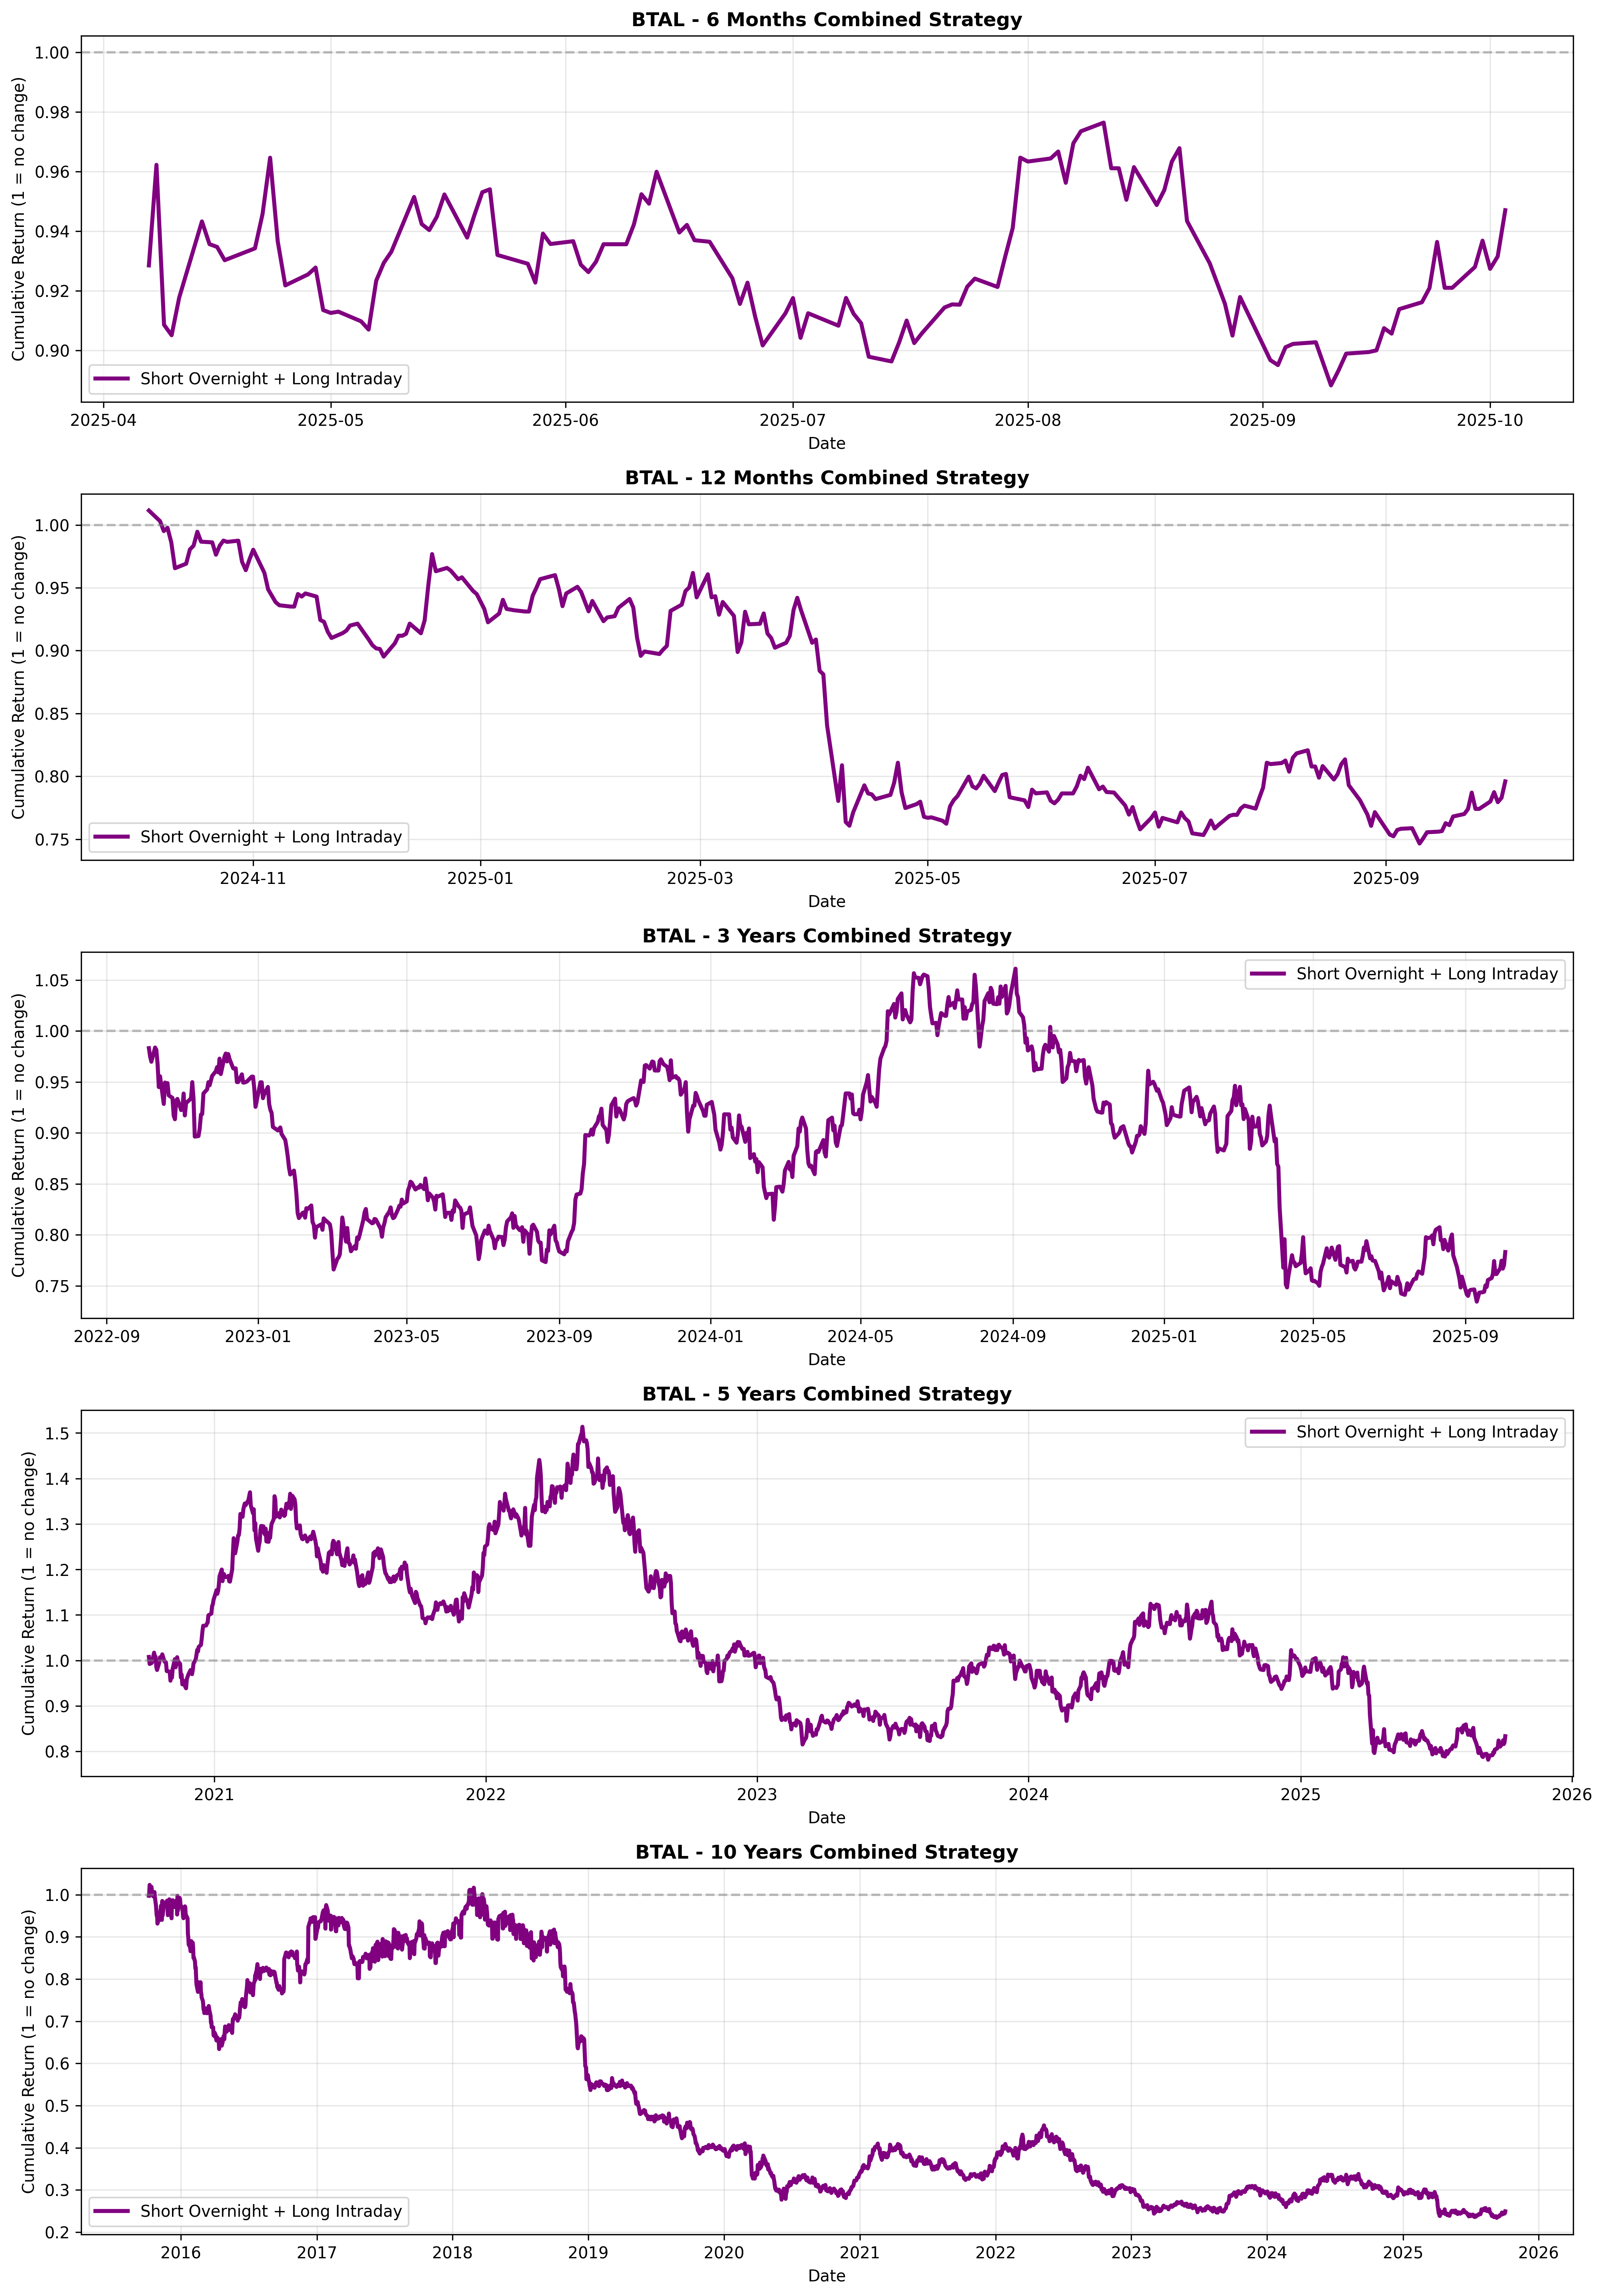 BTAL - 6 Months Combined Strategy
Cumulative Return (1 = no change)
1.00
0.98
0.96
0.94
0.92
0.90
Short Overnight + Long Intraday
2025-04 2025-05 2025-06 2025-07 2025-08 2025-09 2025-10
Date
BTAL - 12 Months Combined Strategy
Cumulative Return (1 = no change)
1.00
0.95
0.90
0.85
0.80
0.75
Short Overnight + Long Intraday
2024-11 2025-01 2025-03 2025-05 2025-07 2025-09
Date
BTAL - 3 Years Combined Strategy
Cumulative Return (1 = no change)
1.05
1.00
0.95
0.90
0.85
0.80
0.75
Short Overnight + Long Intraday
2022-09 2023-01 2023-05 2023-09 2024-01 2024-05 2024-09 2025-01 2025-05 2025-09
Date
BTAL - 5 Years Combined Strategy
Cumulative Return (1 = no change)
1.5
1.4
1.3
1.2
1.1
1.0
0.9
0.8
Short Overnight + Long Intraday
2021 2022 2023 2024 2025 2026
Date
BTAL - 10 Years Combined Strategy
Cumulative Return (1 = no change)
1.0
0.9
0.8
0.7
0.6
0.5
0.4
0.3
0.2
Short Overnight + Long Intraday
2016 2017 2018 2019 2020 2021 2022 2023 2024 2025 2026
Date